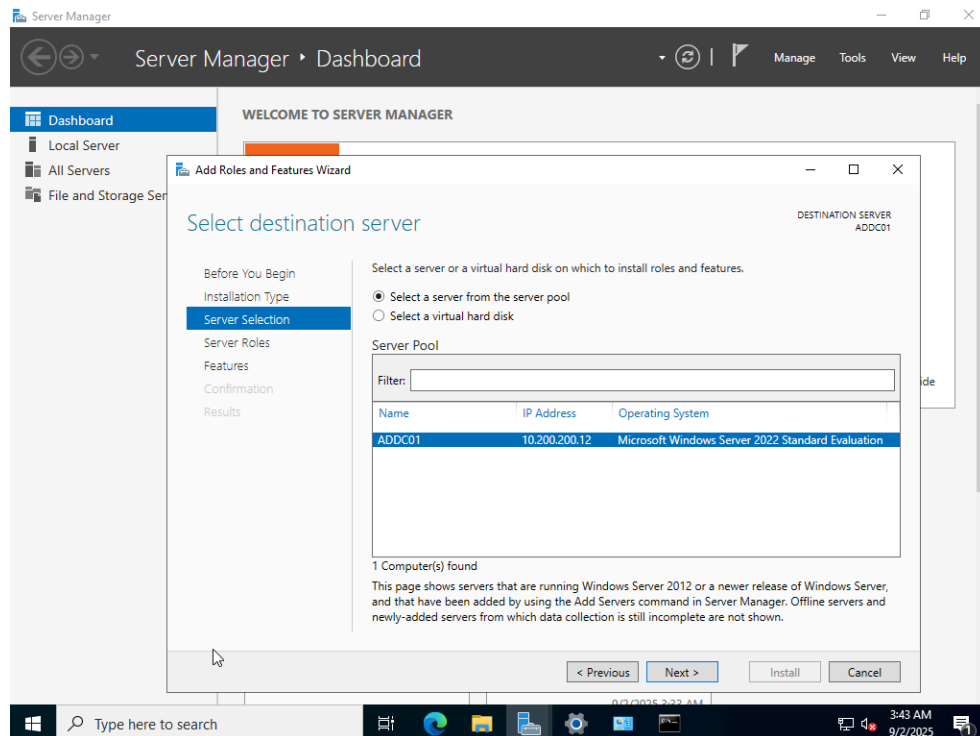 Server Manager
Server Manager ‣ Dashboard
Manage Tools View Help
Dashboard
Local Server
All Servers
File and Storage Ser
WELCOME TO SERVER MANAGER
Add Roles and Features Wizard
Select destination server
DESTINATION SERVER
ADDC01
Before You Begin
Installation Type
Server Selection
Server Roles
Features
Confirmation
Results
Select a server or a virtual hard disk on which to install roles and features.
Select a server from the server pool
Select a virtual hard disk
Server Pool
Filter:
Name IP Address Operating System
ADDC01 10.200.200.12 Microsoft Windows Server 2022 Standard Evaluation
1 Computer(s) found
This page shows servers that are running Windows Server 2012 or a newer release of Windows Server,
and that have been added by using the Add Servers command in Server Manager. Offline servers and
newly-added servers from which data collection is still incomplete are not shown.
< Previous Next > Install Cancel
ide
9/2/2025 3:33 AM
Type here to search
3:43 AM
9/2/2025